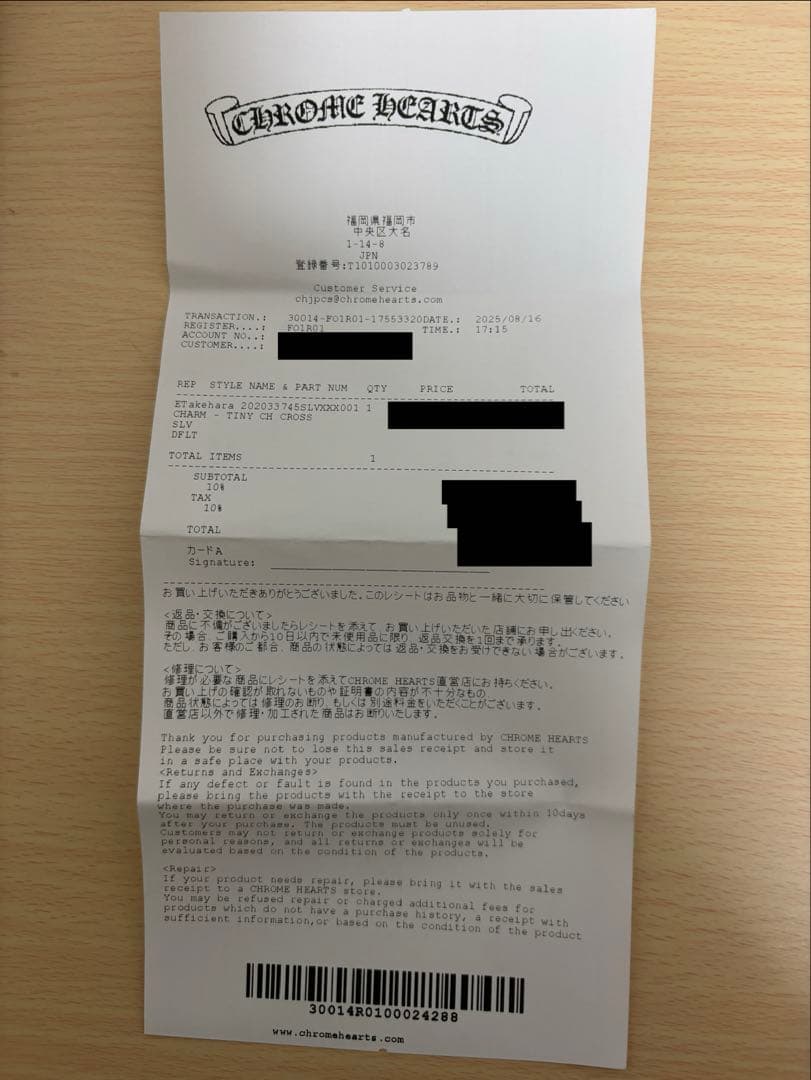 CHROME HEARTS
福岡県福岡市
中央区大名
1-14-8
JPN
登録番号:T1010003023789
Customer Service
chjpcs@chromehearts.com
TRANSACTION.: 30014-F01R01-17553320DATE.: 2025/08/16
REGISTER....: F01R01 TIME.: 17:15
ACCOUNT NO..:
CUSTOMER....:
REP STYLE NAME & PART NUM QTY PRICE TOTAL
ETakehara 202033745SLVXXX001 1
CHARM - TINY CH CROSS
SLV
DFLT
TOTAL ITEMS 1
SUBTOTAL
10%
TAX
10%
TOTAL
カードA
Signature:
お買い上げいただきありがとうございました。このレシートはお品物と一緒に大切に保管してください
<返品・交換について>
商品に不備がございましたらレシートを添えて、お買い上げいただいた店舗にお申し出ください。
その場合、ご購入から10日以内で未使用品に限り、返品交換を1回まで承ります。
ただし、お客様のご都合、商品の状態によっては返品・交換をお受けできない場合がございます。
<修理について>
修理が必要な商品にレシートを添えてCHROME HEARTS直営店にお持ちください。
お買い上げの確認が取れないものや証明書の内容が不十分なもの、
商品状態によっては修理のお断り、もしくは別途料金をいただくことがございます。
直営店以外で修理・加工された商品はお断りいたします。
Thank you for purchasing products manufactured by CHROME HEARTS
Please be sure not to lose this sales receipt and store it
in a safe place with your products.
<Returns and Exchanges>
If any defect or fault is found in the products you purchased,
please bring the products with the receipt to the store
where the purchase was made.
You may return or exchange the products only once within 10days
after your purchase. The products must be unused.
Customers may not return or exchange products solely for
personal reasons, and all returns or exchanges will be
evaluated based on the condition of the products.
<Repair>
If your product needs repair, please bring it with the sales
receipt to a CHROME HEARTS store.
You may be refused repair or charged additional fees for
products which do not have a purchase history, a receipt with
sufficient information,or based on the condition of the product
30014R0100024288
www.chromehearts.com